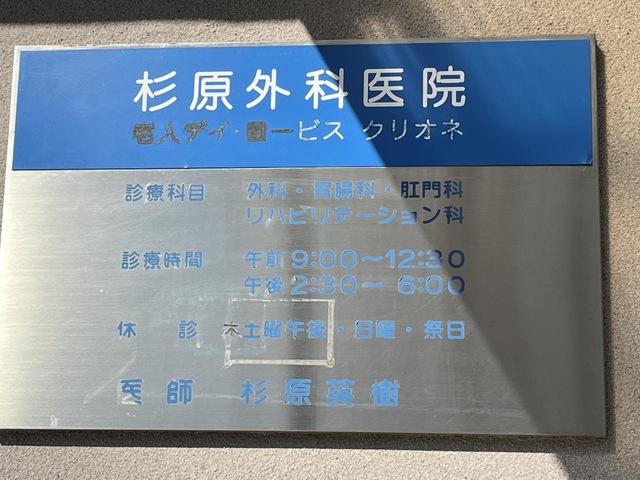 杉原外科医院
老人デイ・サービス クリオネ
診療科目 外科・胃腸科・肛門科
リハビリテーション科
診療時間 午前 9:00〜12:30
午後 2:30〜 6:00
休診 木 土曜午後・日曜・祭日
医師 杉原英樹